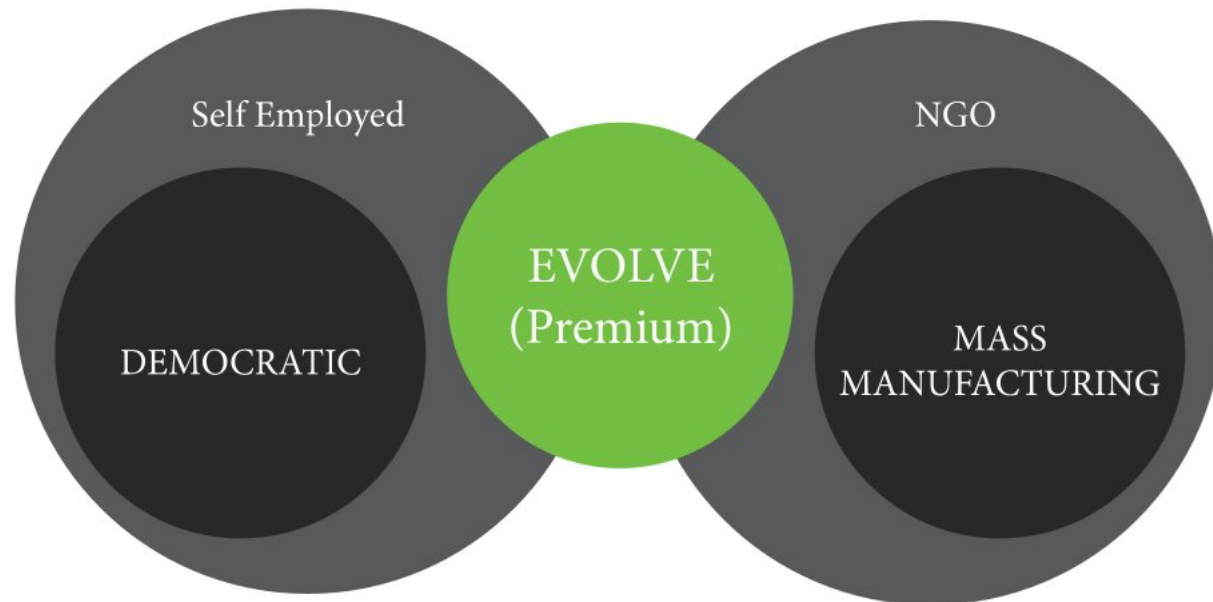 Self Employed
NGO
EVOLVE
(Premium)
DEMOCRATIC
MASS
MANUFACTURING